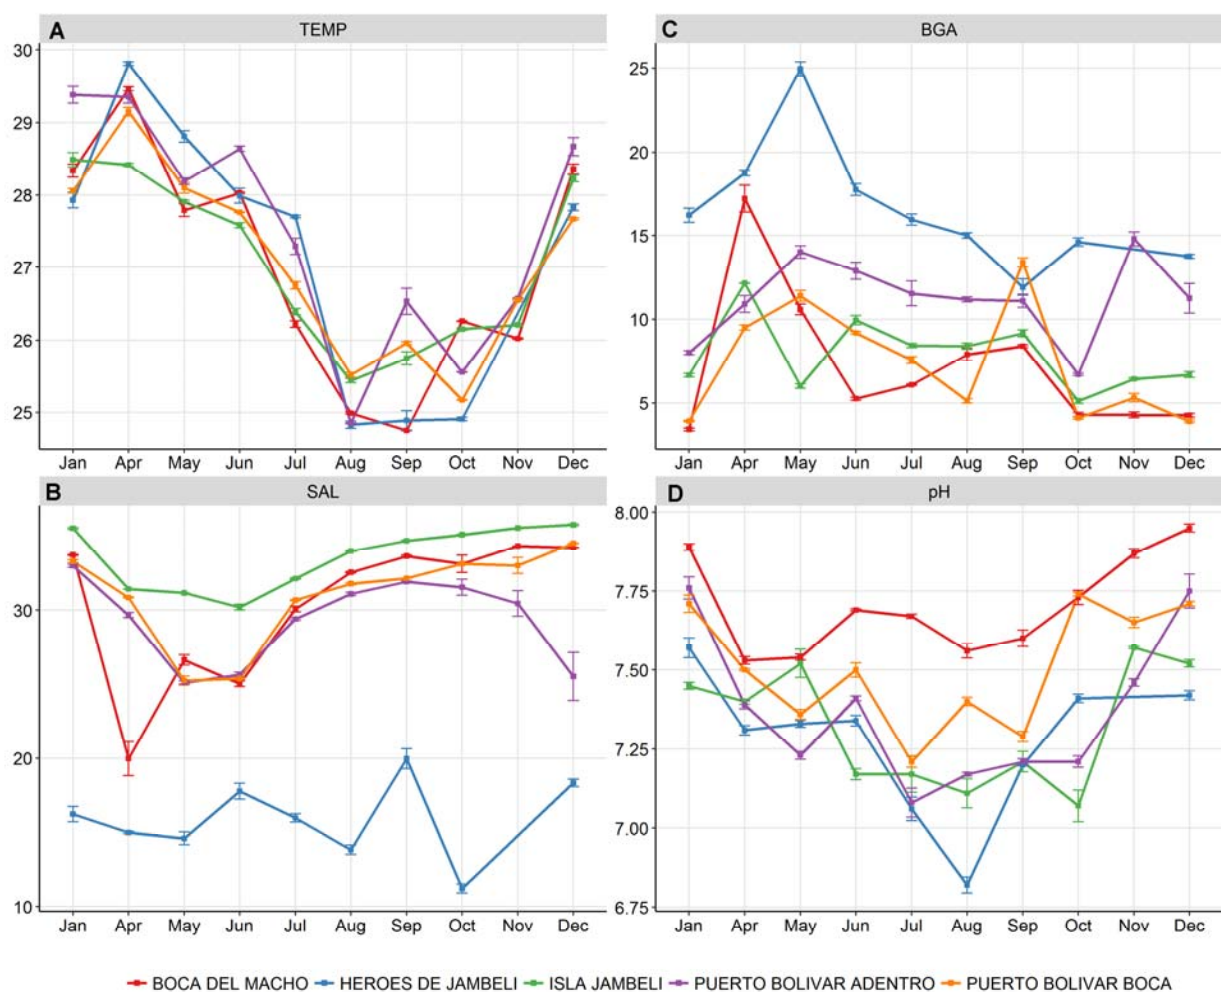 A TEMP
30
29
28
27
26
25
Jan Apr May Jun Jul Aug Sep Oct Nov Dec
C BGA
25
20
15
10
5
Jan Apr May Jun Jul Aug Sep Oct Nov Dec
B SAL
30
20
10
Jan Apr May Jun Jul Aug Sep Oct Nov Dec
D pH
8.00
7.75
7.50
7.25
7.00
6.75
Jan Apr May Jun Jul Aug Sep Oct Nov Dec
BOCA DEL MACHO HEROES DE JAMBELI ISLA JAMBELI PUERTO BOLIVAR ADENTRO PUERTO BOLIVAR BOCA